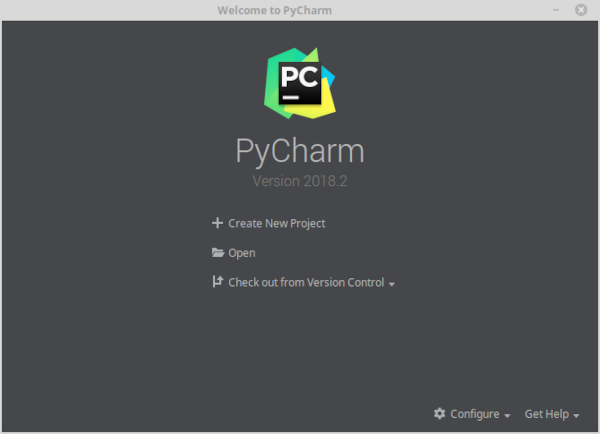 Welcome to PyCharm
PC
PyCharm
Version 2018.2
Create New Project
Open
Check out from Version Control
Configure
Get Help